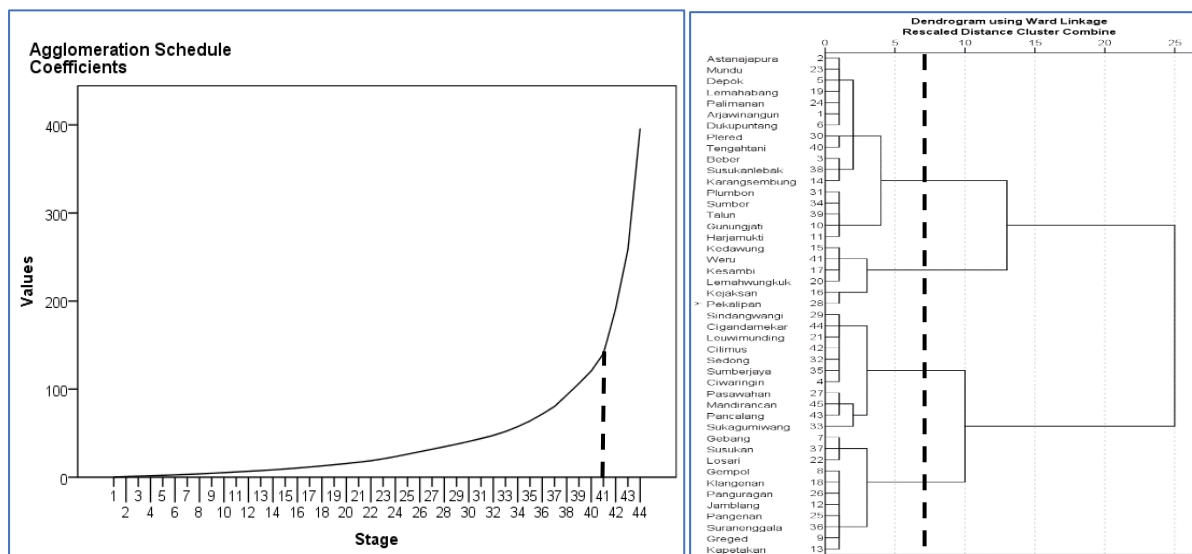 Agglomeration Schedule
Coefficients
Values
400
300
200
100
0
1 3 5 7 9 11 13 15 17 19 21 23 25 27 29 31 33 35 37 39 41 43
2 4 6 8 10 12 14 16 18 20 22 24 26 28 30 32 34 36 38 40 42 44
Stage
Dendrogram using Ward Linkage
Rescaled Distance Cluster Combine
0 5 10 15 20 25
Astanajapura 2
Mundu 23
Depok 5
Lemahabang 19
Palimanan 24
Arjawinangun 1
Dukupuntang 6
Plered 30
Tengahtani 40
Beber 3
Susukanlebak 38
Karangsembung 14
Plumbon 31
Sumber 34
Talun 39
Gunungjati 10
Harjamukti 11
Kedawung 15
Weru 41
Kesambi 17
Lemahwungkuk 20
Kejaksan 16
Pekalipan 28
Sindangwangi 29
Cigandamekar 44
Leuwimunding 21
Cilimus 42
Sedong 32
Sumberjaya 35
Ciwaringin 4
Pasawahan 27
Mandirancan 45
Pancalang 43
Sukagumiwang 33
Gebang 7
Susukan 37
Losari 22
Gempol 8
Klangenan 18
Panguragan 26
Jamblang 12
Pangenan 25
Suranenggala 36
Greged 9
Kapetakan 13